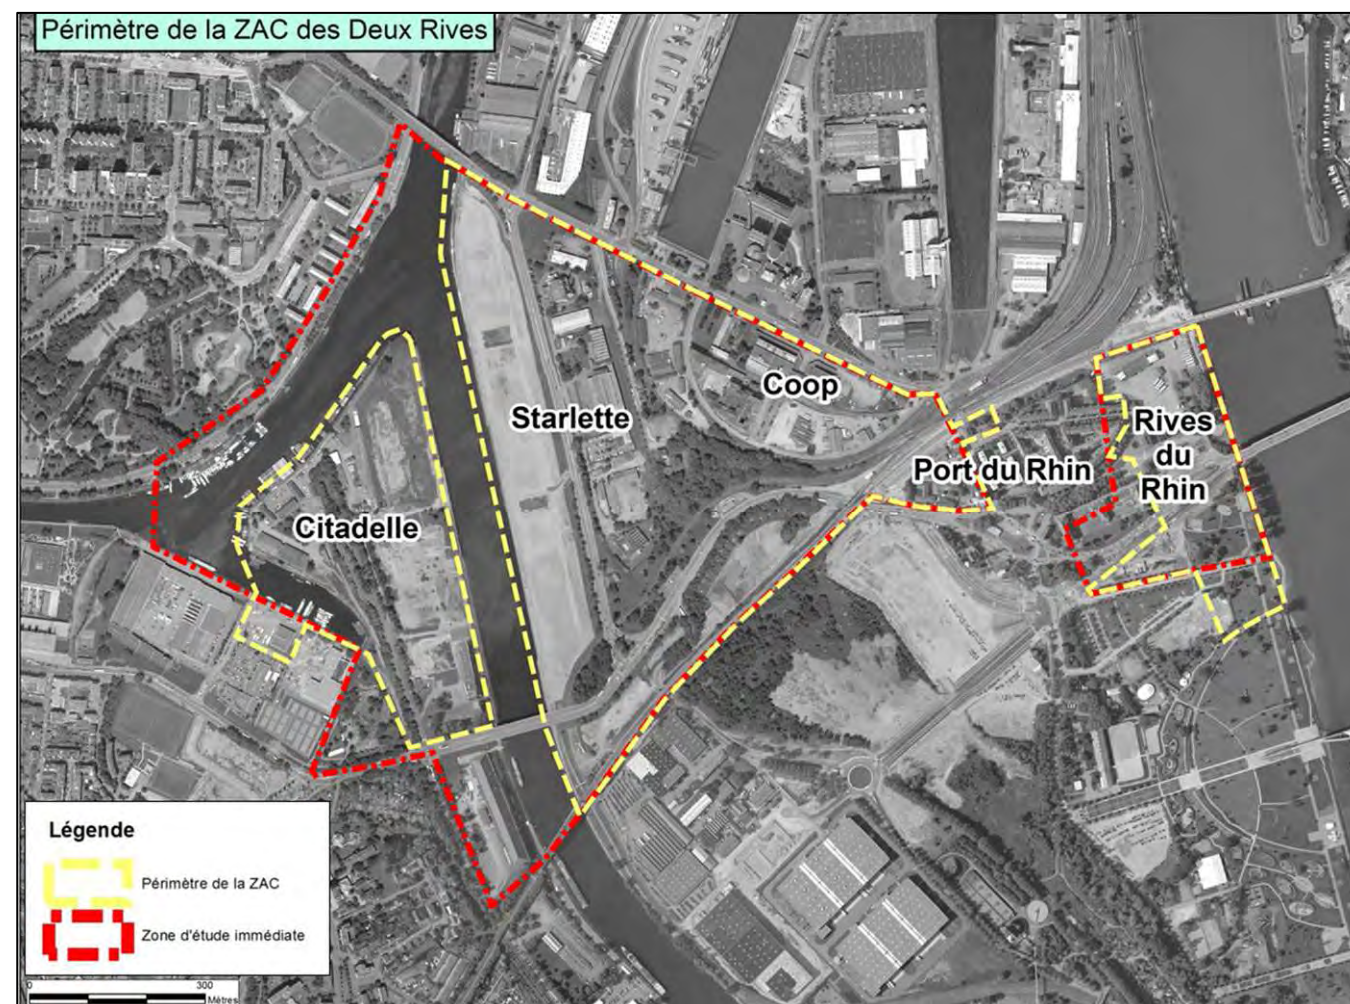 Périmètre de la ZAC des Deux Rives
Coop
Starlette
Rives
du
Rhin
Port du Rhin
Citadelle
Légende
Périmètre de la ZAC
Zone d'étude immédiate
0 300
Mètres